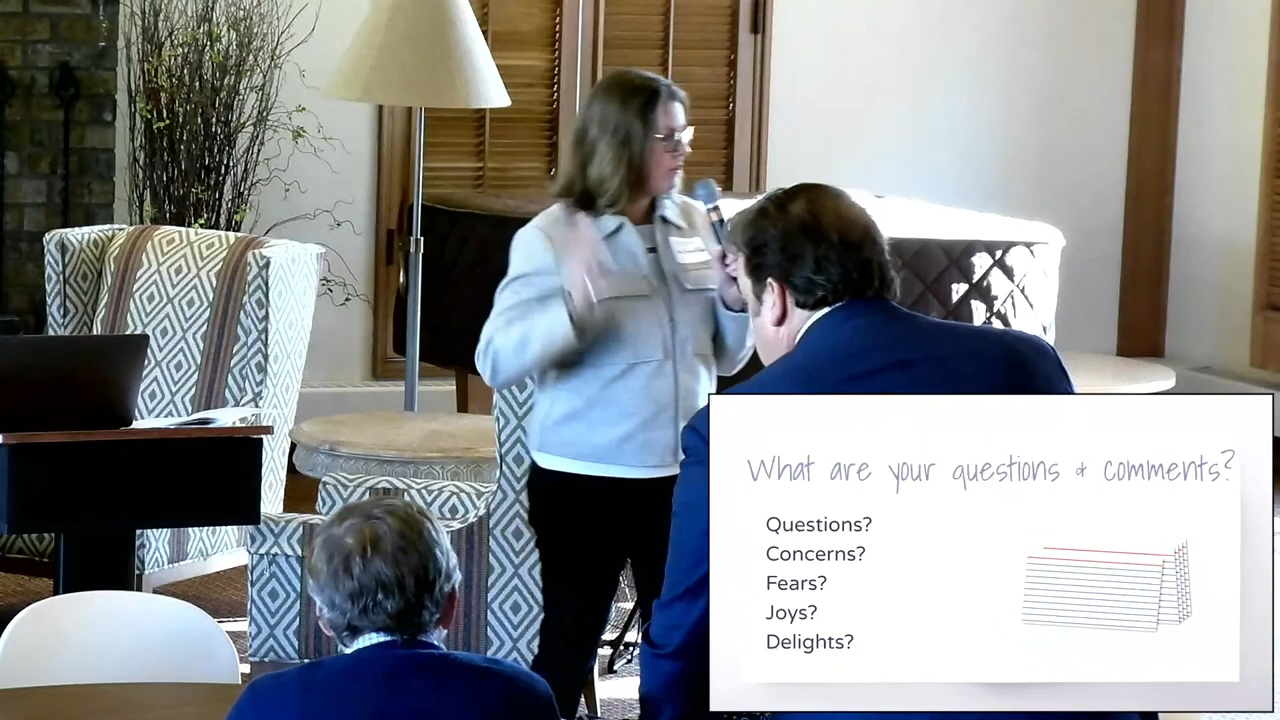 What are your questions & comments?
Questions?
Concerns?
Fears?
Joys?
Delights?